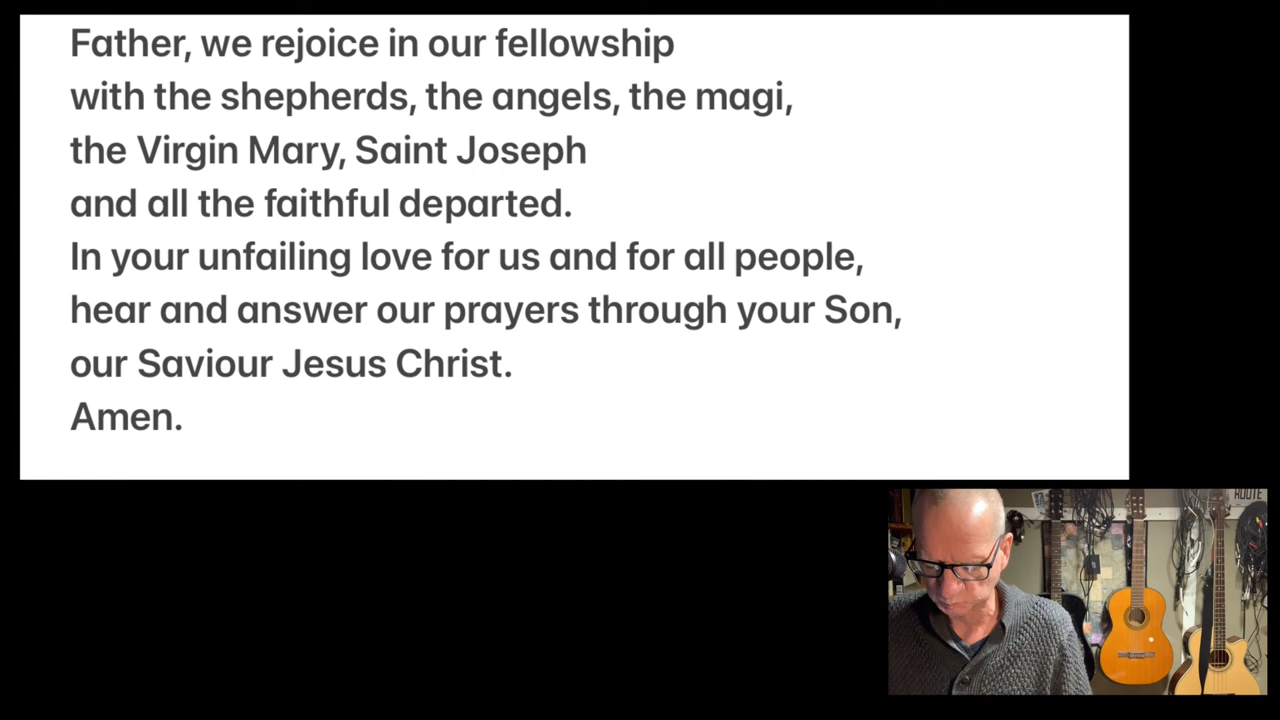 Father, we rejoice in our fellowship
with the shepherds, the angels, the magi,
the Virgin Mary, Saint Joseph
and all the faithful departed.
In your unfailing love for us and for all people,
hear and answer our prayers through your Son,
our Saviour Jesus Christ.
Amen.
ROUTE